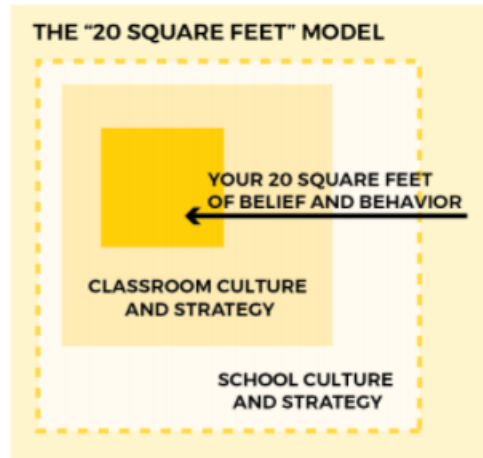 THE “20 SQUARE FEET” MODEL
YOUR 20 SQUARE FEET
OF BELIEF AND BEHAVIOR
CLASSROOM CULTURE
AND STRATEGY
SCHOOL CULTURE
AND STRATEGY